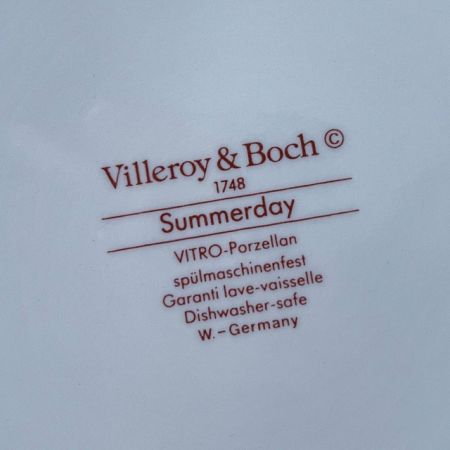 Villeroy & Boch ©
1748
Summerday
VITRO-Porzellan
spülmaschinenfest
Garanti lave-vaisselle
Dishwasher-safe
W.-Germany